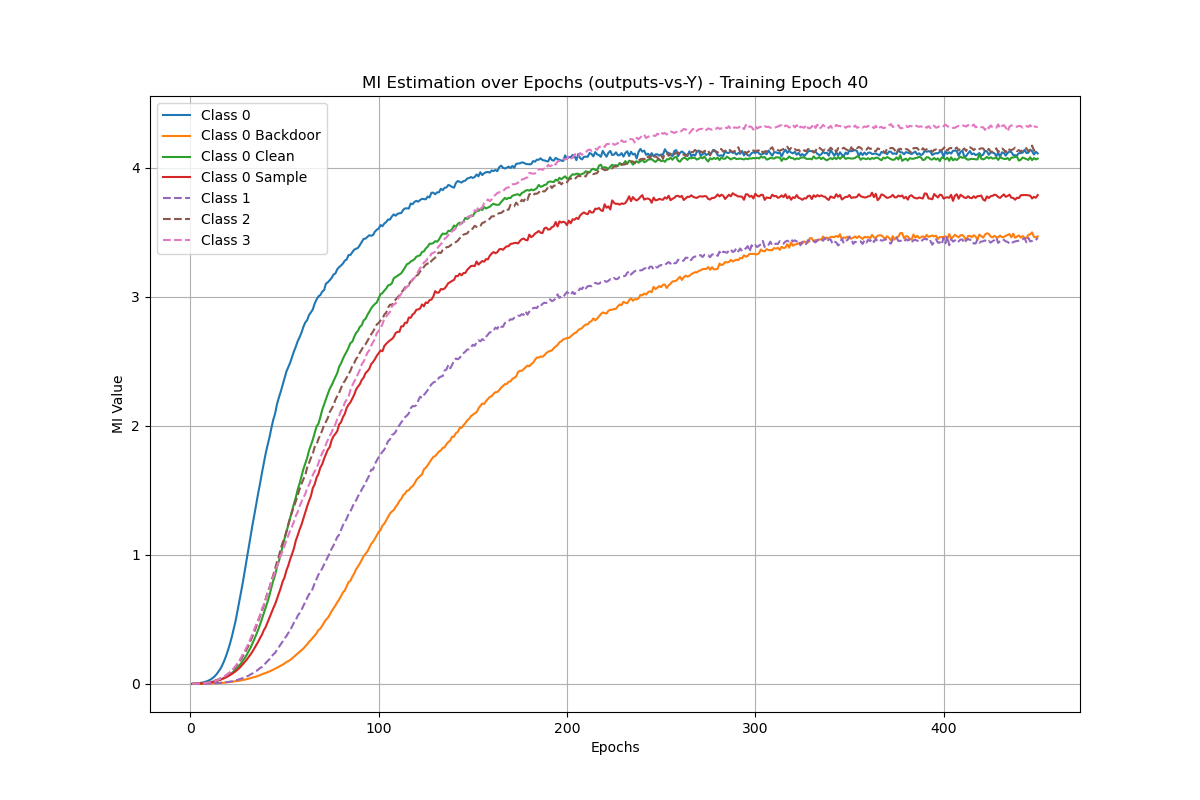 MI Estimation over Epochs (outputs-vs-Y) - Training Epoch 40
Class 0
Class 0 Backdoor
Class 0 Clean
Class 0 Sample
Class 1
Class 2
Class 3
4
3
2
1
0
MI Value
0 100 200 300 400
Epochs